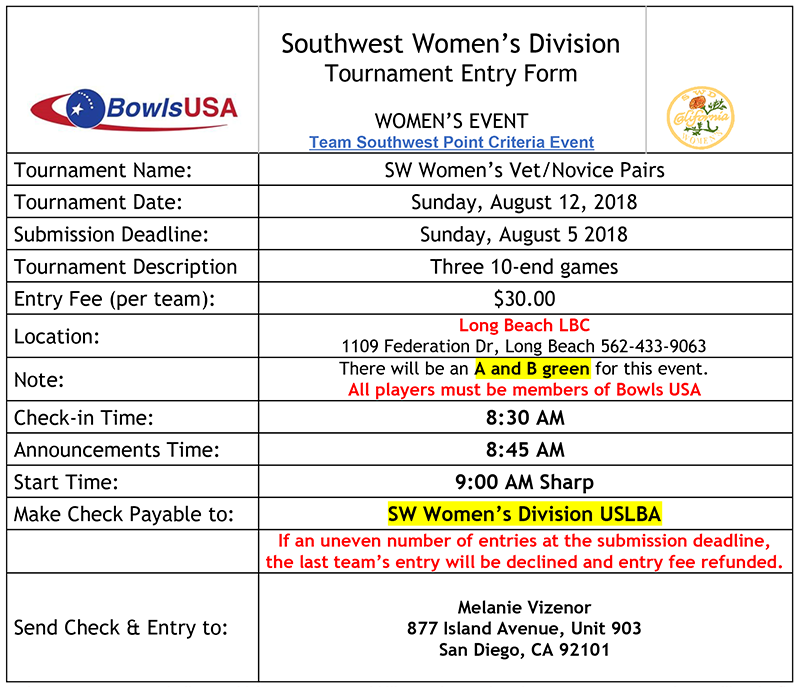 Southwest Women's Division
Tournament Entry Form
BowlsUSA
WOMEN'S EVENT
Team Southwest Point Criteria Event
SWD
California
WOMEN'S
Tournament Name: SW Women's Vet/Novice Pairs
Tournament Date: Sunday, August 12, 2018
Submission Deadline: Sunday, August 5 2018
Tournament Description Three 10-end games
Entry Fee (per team): $30.00
Location: Long Beach LBC
1109 Federation Dr, Long Beach 562-433-9063
Note: There will be an A and B green for this event.
All players must be members of Bowls USA
Check-in Time: 8:30 AM
Announcements Time: 8:45 AM
Start Time: 9:00 AM Sharp
Make Check Payable to: SW Women's Division USLBA
If an uneven number of entries at the submission deadline,
the last team's entry will be declined and entry fee refunded.
Send Check & Entry to: Melanie Vizenor
877 Island Avenue, Unit 903
San Diego, CA 92101